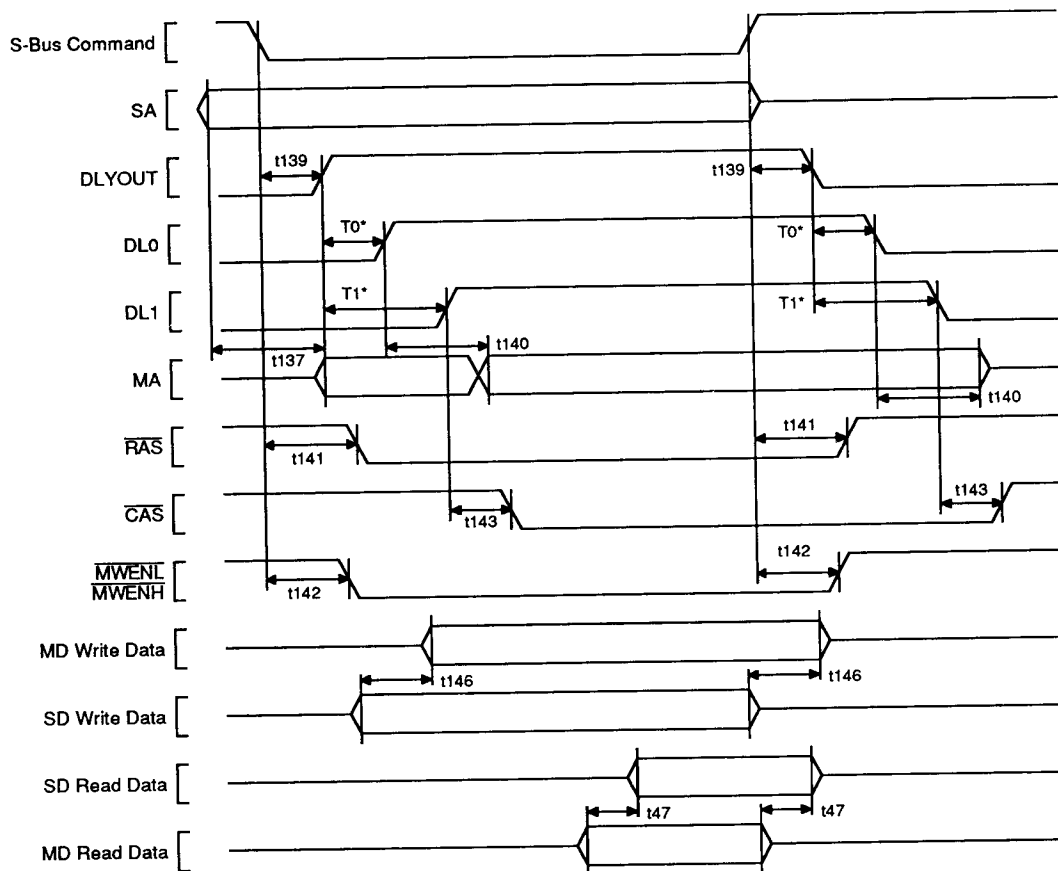 S-Bus Command
SA
DLYOUT
t139
t139
DL0
T0*
T0*
DL1
T1*
T1*
MA
t137
t140
t140
RAS
t141
t141
CAS
t143
t143
MWENL
MWENH
t142
t142
MD Write Data
t146
t146
SD Write Data
SD Read Data
t47
t47
MD Read Data